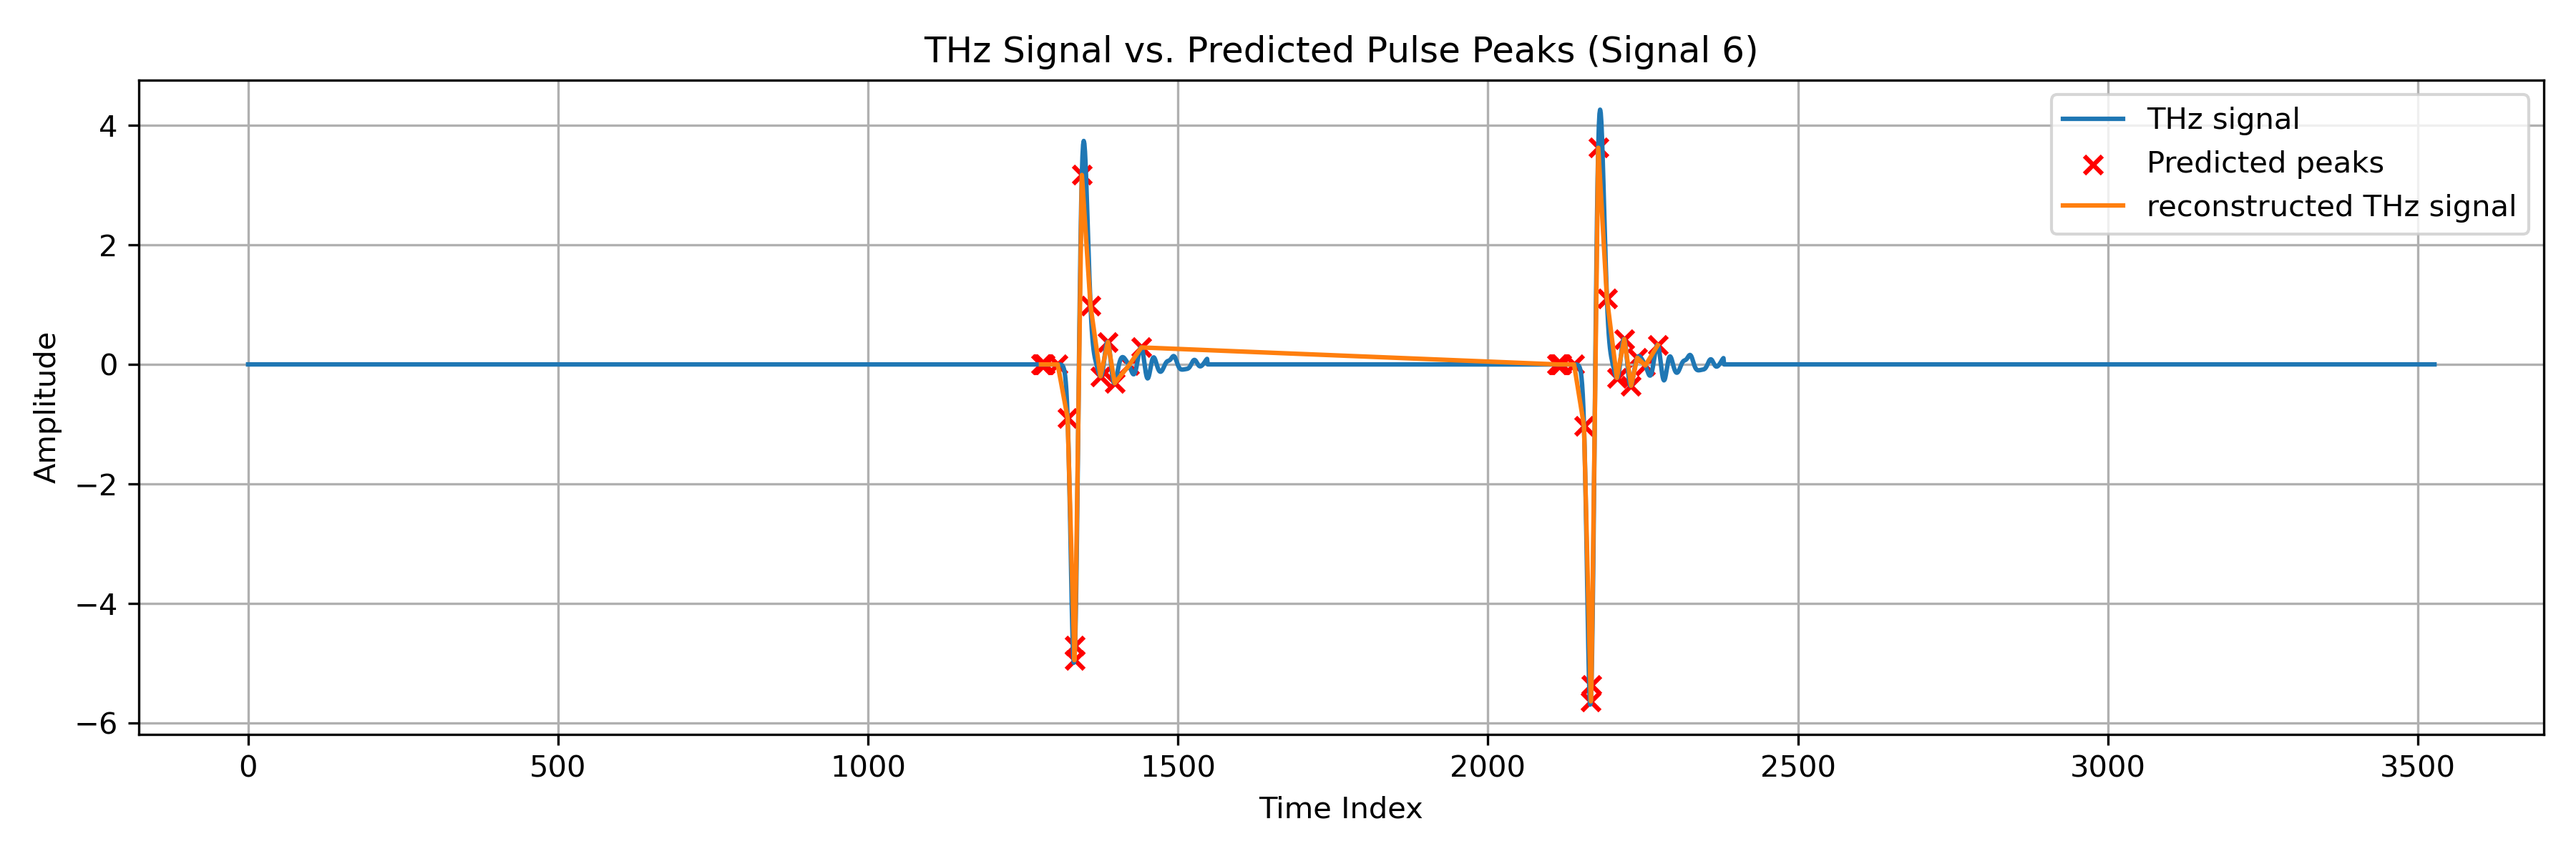 THz Signal vs. Predicted Pulse Peaks (Signal 6)
THz signal
Predicted peaks
reconstructed THz signal
Amplitude
4
2
0
−2
−4
−6
0 500 1000 1500 2000 2500 3000 3500
Time Index